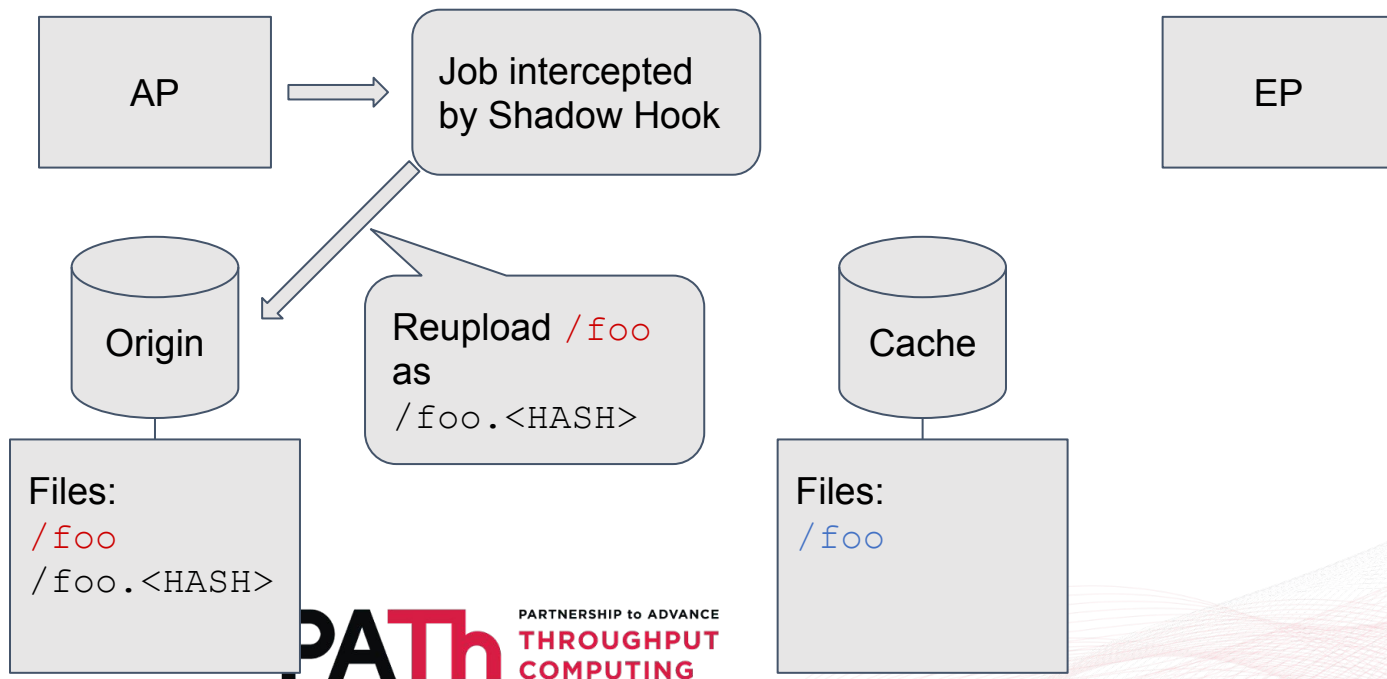 AP
Job intercepted
by Shadow Hook
EP
Origin
Reupload /foo
as
/foo.<HASH>
Cache
Files:
/foo
/foo.<HASH>
Files:
/foo
PATh
PARTNERSHIP to ADVANCE
THROUGHPUT
COMPUTING